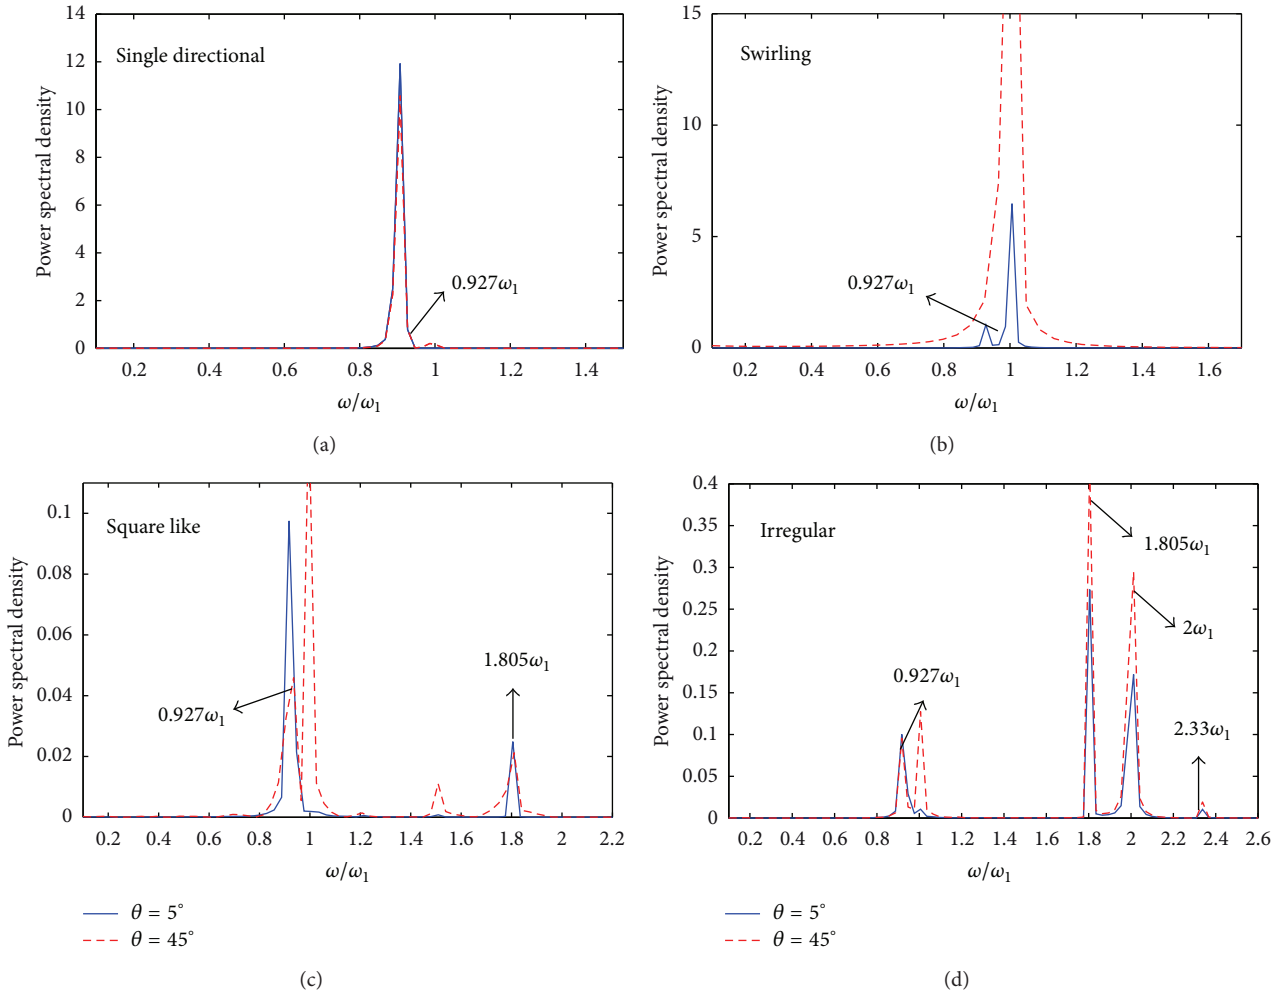 Single directional
Power spectral density
14
12
10
8
6
4
2
0
0.927ω₁
0.2 0.4 0.6 0.8 1 1.2 1.4
ω/ω₁
(a)
Swirling
Power spectral density
15
15
5
0
0.927ω₁
0.2 0.4 0.6 0.8 1 1.2 1.4 1.6
ω/ω₁
(b)
Square like
Power spectral density
0.1
0.08
0.06
0.04
0.02
0
0.927ω₁
1.805ω₁
0.2 0.4 0.6 0.8 1 1.2 1.4 1.6 1.8 2 2.2
ω/ω₁
θ = 5°
θ = 45°
(c)
Irregular
Power spectral density
0.4
0.35
0.3
0.25
0.2
0.15
0.1
0.05
0
1.805ω₁
2ω₁
0.927ω₁
2.33ω₁
0.2 0.4 0.6 0.8 1 1.2 1.4 1.6 1.8 2 2.2 2.4 2.6
ω/ω₁
θ = 5°
θ = 45°
(d)